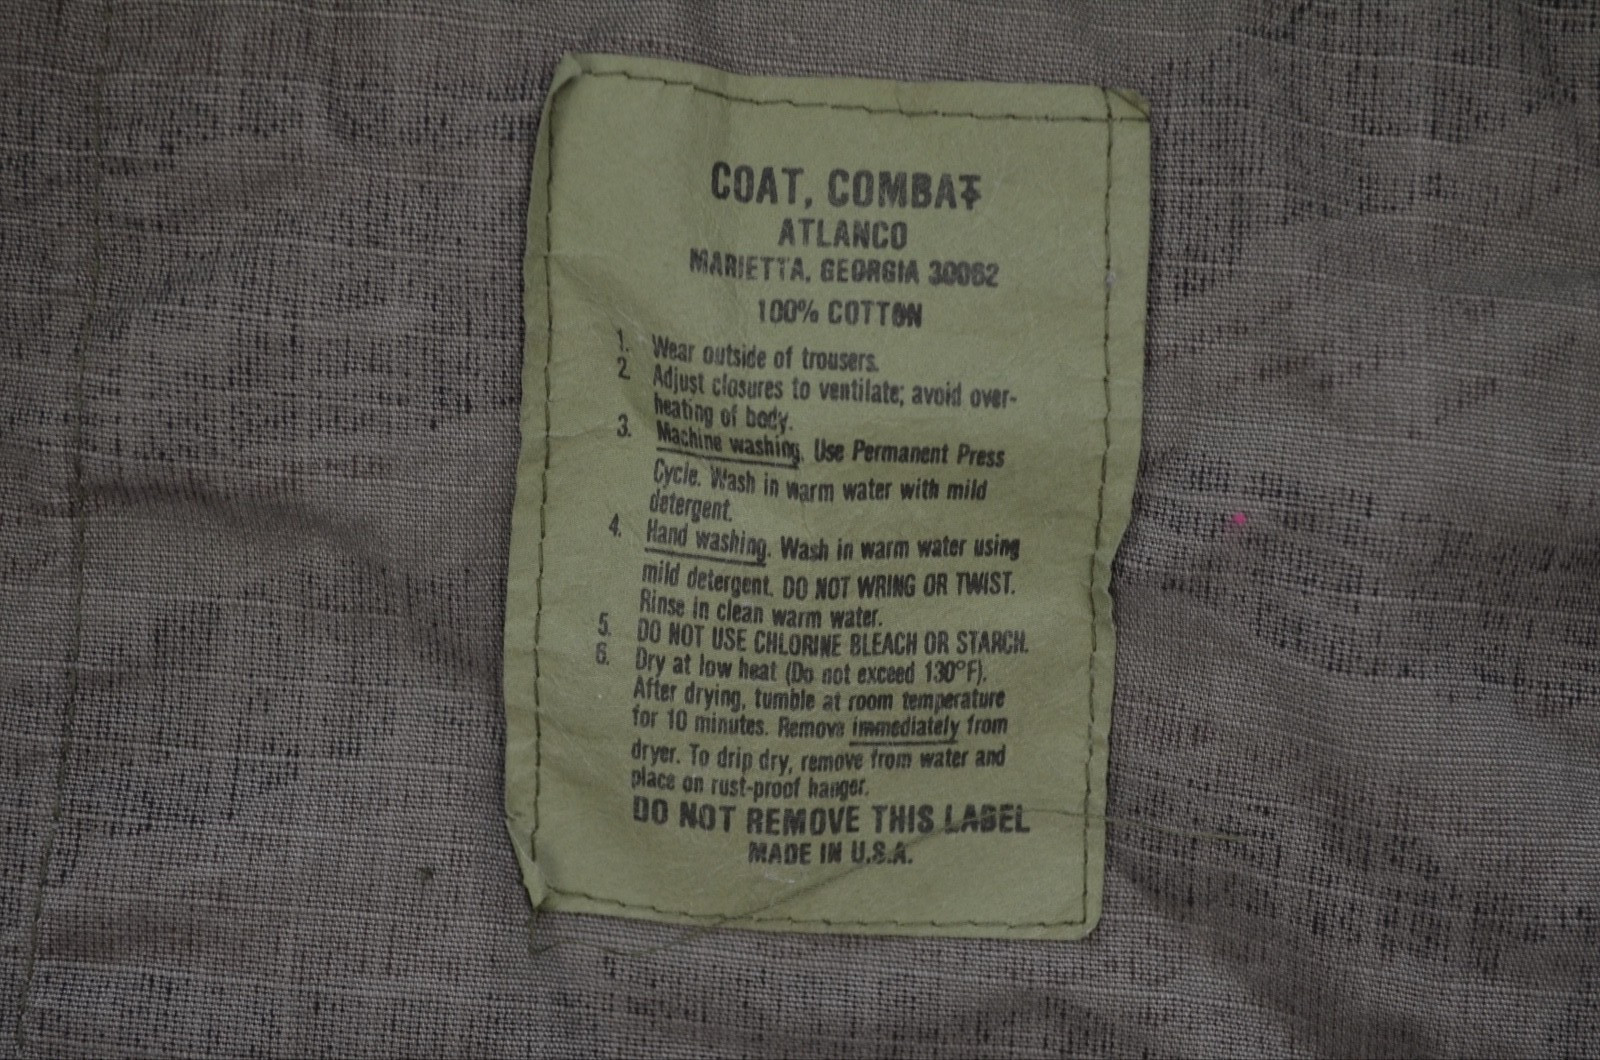 COAT, COMBAT
ATLANCO
MARIETTA, GEORGIA 30062
100% COTTON
1. Wear outside of trousers.
2. Adjust closures to ventilate; avoid over-
heating of body.
3. Machine washing. Use Permanent Press
Cycle. Wash in warm water with mild
detergent.
4. Hand washing. Wash in warm water using
mild detergent. DO NOT WRING OR TWIST.
Rinse in clean warm water.
5. DO NOT USE CHLORINE BLEACH OR STARCH.
6. Dry at low heat (Do not exceed 130°F).
After drying, tumble at room temperature
for 10 minutes. Remove immediately from
dryer. To drip dry, remove from water and
place on rust-proof hanger.
DO NOT REMOVE THIS LABEL
MADE IN U.S.A.